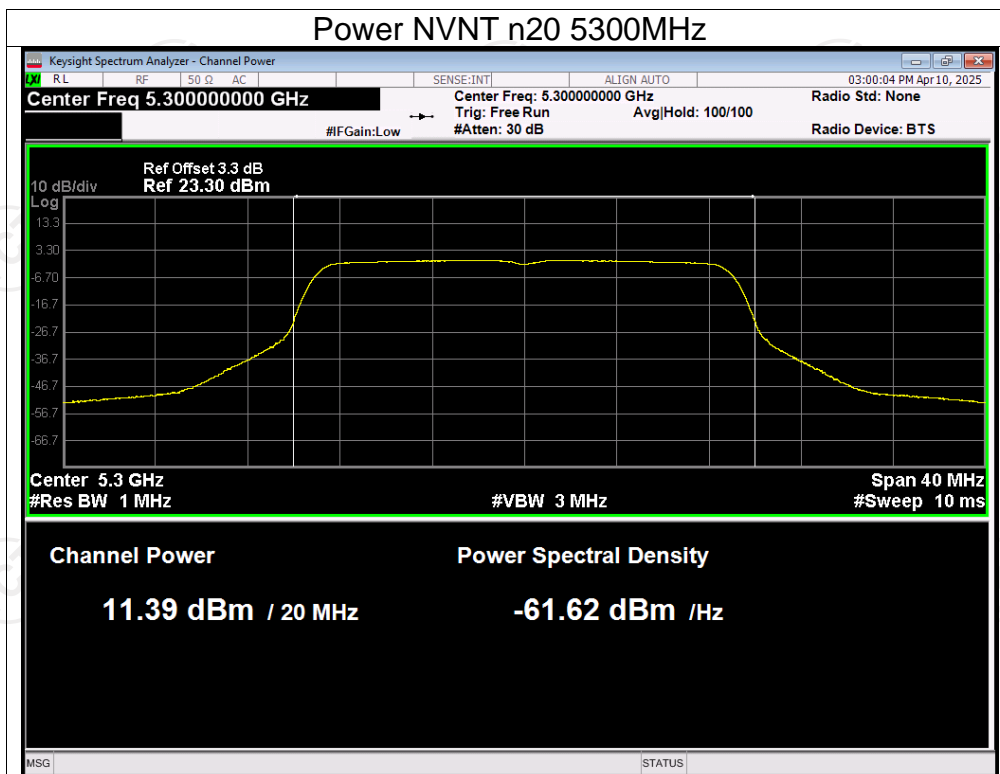 Power NVNT n20 5300MHz
Keysight Spectrum Analyzer - Channel Power
LXI RL RF 50 Ω AC SENSE:INT ALIGN AUTO 03:00:04 PM Apr 10, 2025
Center Freq 5.300000000 GHz Center Freq: 5.300000000 GHz Radio Std: None
Trig: Free Run Avg|Hold: 100/100
#IFGain:Low #Atten: 30 dB Radio Device: BTS
Ref Offset 3.3 dB
10 dB/div Ref 23.30 dBm
Log
13.3
3.30
-6.70
-16.7
-26.7
-36.7
-46.7
-56.7
-66.7
Center 5.3 GHz Span 40 MHz
#Res BW 1 MHz #VBW 3 MHz #Sweep 10 ms
Channel Power Power Spectral Density
11.39 dBm / 20 MHz -61.62 dBm /Hz
MSG STATUS